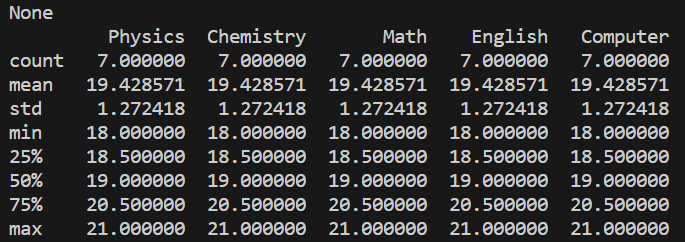 None
Physics Chemistry Math English Computer
count 7.000000 7.000000 7.000000 7.000000 7.000000
mean 19.428571 19.428571 19.428571 19.428571 19.428571
std 1.272418 1.272418 1.272418 1.272418 1.272418
min 18.000000 18.000000 18.000000 18.000000 18.000000
25% 18.500000 18.500000 18.500000 18.500000 18.500000
50% 19.000000 19.000000 19.000000 19.000000 19.000000
75% 20.500000 20.500000 20.500000 20.500000 20.500000
max 21.000000 21.000000 21.000000 21.000000 21.000000